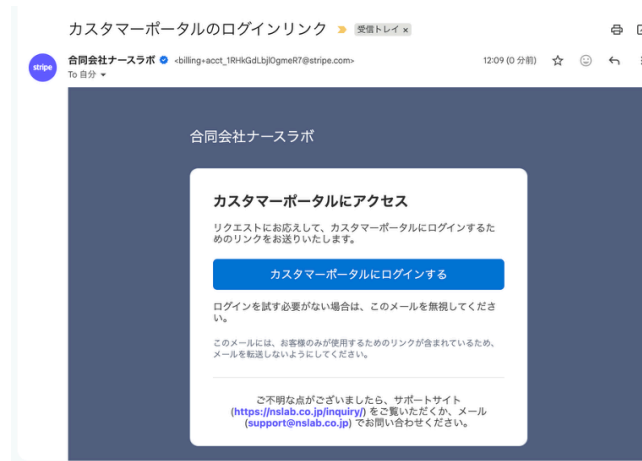 カスタマーポータルのログインリンク
受信トレイ ×
stripe
合同会社ナースラボ <billing+acct_1RHkGdLbjlOgmeR7@stripe.com>
12:09 (0 分前)
To 自分
合同会社ナースラボ
カスタマーポータルにアクセス
リクエストにお応えして、カスタマーポータルにログインするた
めのリンクをお送りいたします。
カスタマーポータルにログインする
ログインを試す必要がない場合は、このメールを無視してくださ
い。
このメールには、お客様のみが使用するためのリンクが含まれているため、
メールを転送しないようにしてください。
ご不明な点がございましたら、サポートサイト
(https://nslab.co.jp/inquiry/) をご覧いただくか、メール
(support@nslab.co.jp) でお問い合わせください。